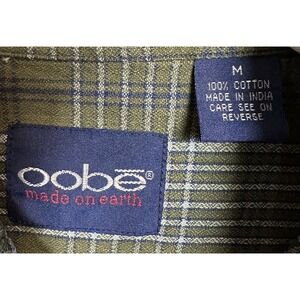 M
100% COTTON
MADE IN INDIA
CARE SEE ON
REVERSE
oobe®
made on earth